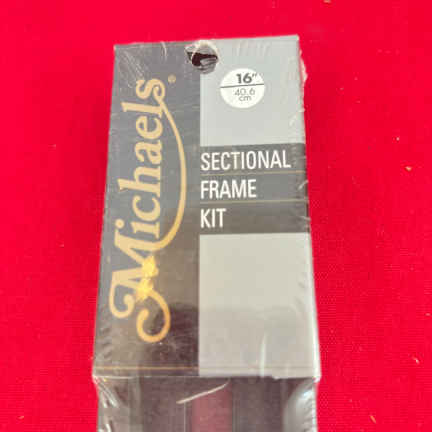 Michaels®
16"
40.6
cm
SECTIONAL
FRAME
KIT